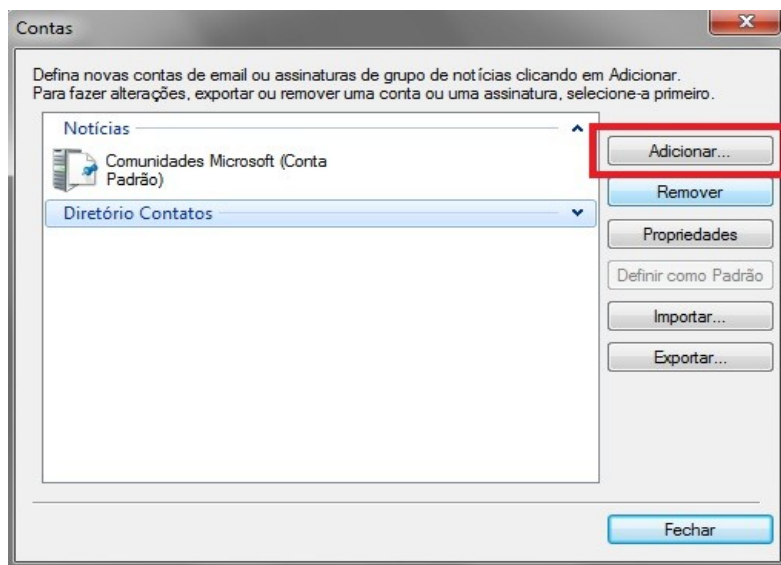 Contas
Defina novas contas de email ou assinaturas de grupo de notícias clicando em Adicionar.
Para fazer alterações, exportar ou remover uma conta ou uma assinatura, selecione-a primeiro.
Notícias
Comunidades Microsoft (Conta
Padrão)
Diretório Contatos
Adicionar...
Remover
Propriedades
Definir como Padrão
Importar...
Exportar...
Fechar